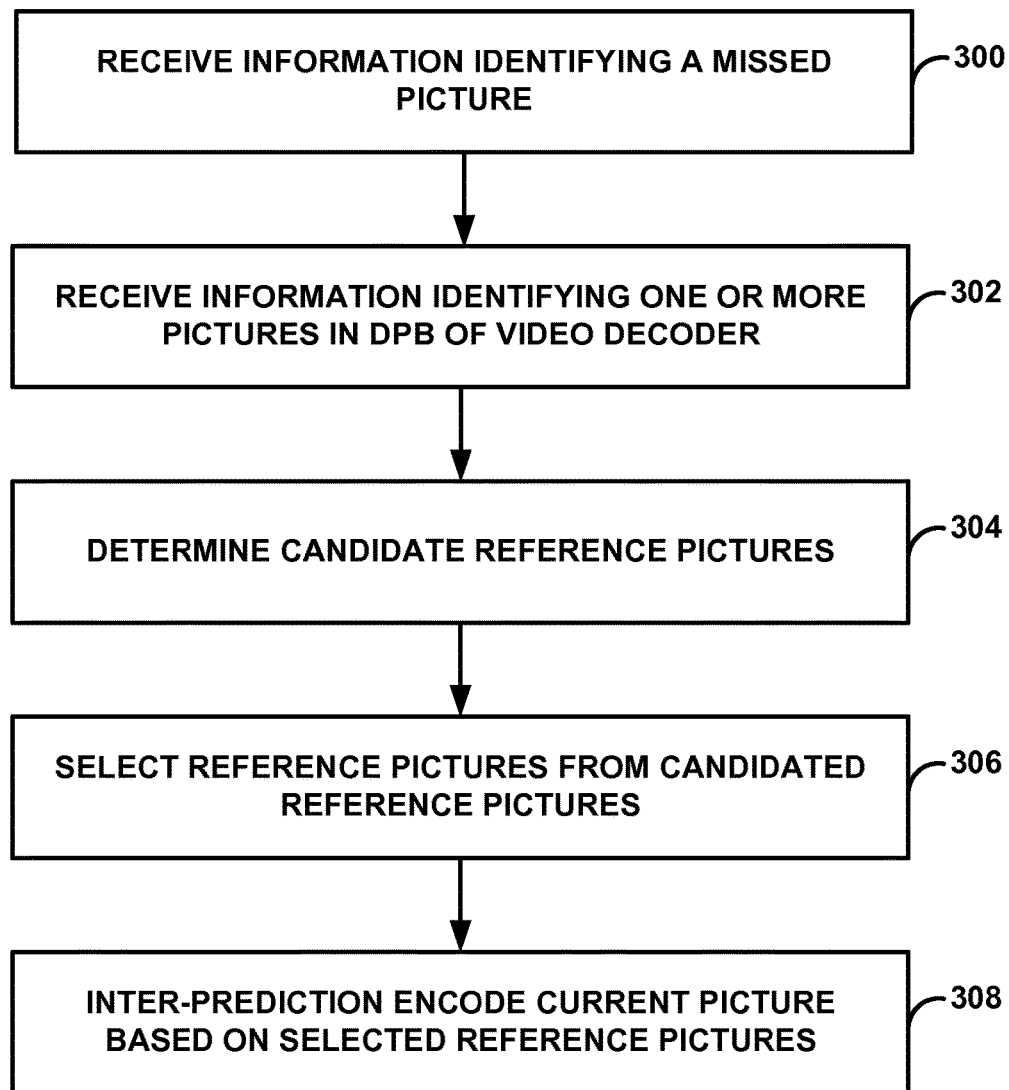 RECEIVE INFORMATION IDENTIFYING A MISSED
PICTURE
300
RECEIVE INFORMATION IDENTIFYING ONE OR MORE
PICTURES IN DPB OF VIDEO DECODER
302
DETERMINE CANDIDATE REFERENCE PICTURES
304
SELECT REFERENCE PICTURES FROM CANDIDATED
REFERENCE PICTURES
306
INTER-PREDICTION ENCODE CURRENT PICTURE
BASED ON SELECTED REFERENCE PICTURES
308